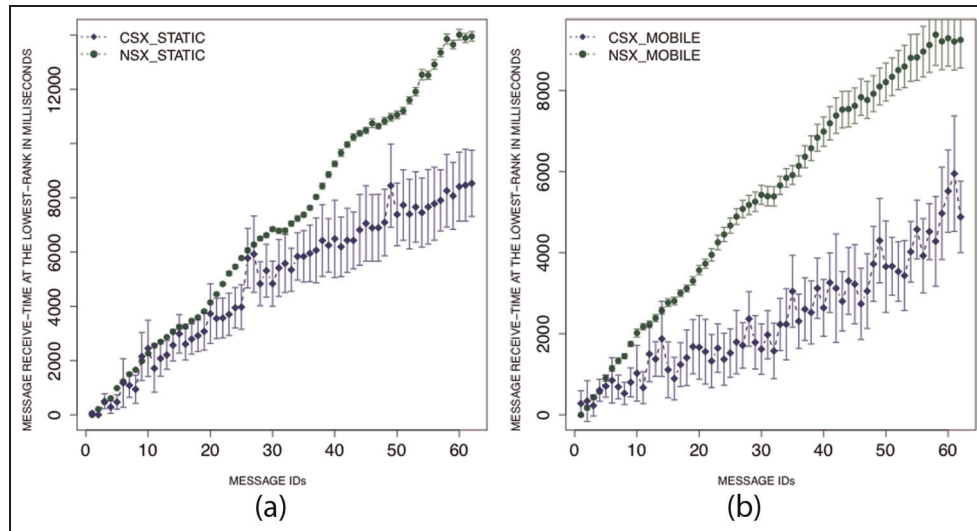 CSX_STATIC
NSX_STATIC
MESSAGE RECEIVE-TIME AT THE LOWEST-RANK IN MILLISECONDS
12000
8000
6000
4000
2000
0
0 10 20 30 40 50 60
MESSAGE IDs
(a)
CSX_MOBILE
NSX_MOBILE
MESSAGE RECEIVE-TIME AT THE LOWEST-RANK IN MILLISECONDS
8000
6000
4000
2000
0
0 10 20 30 40 50 60
MESSAGE IDs
(b)